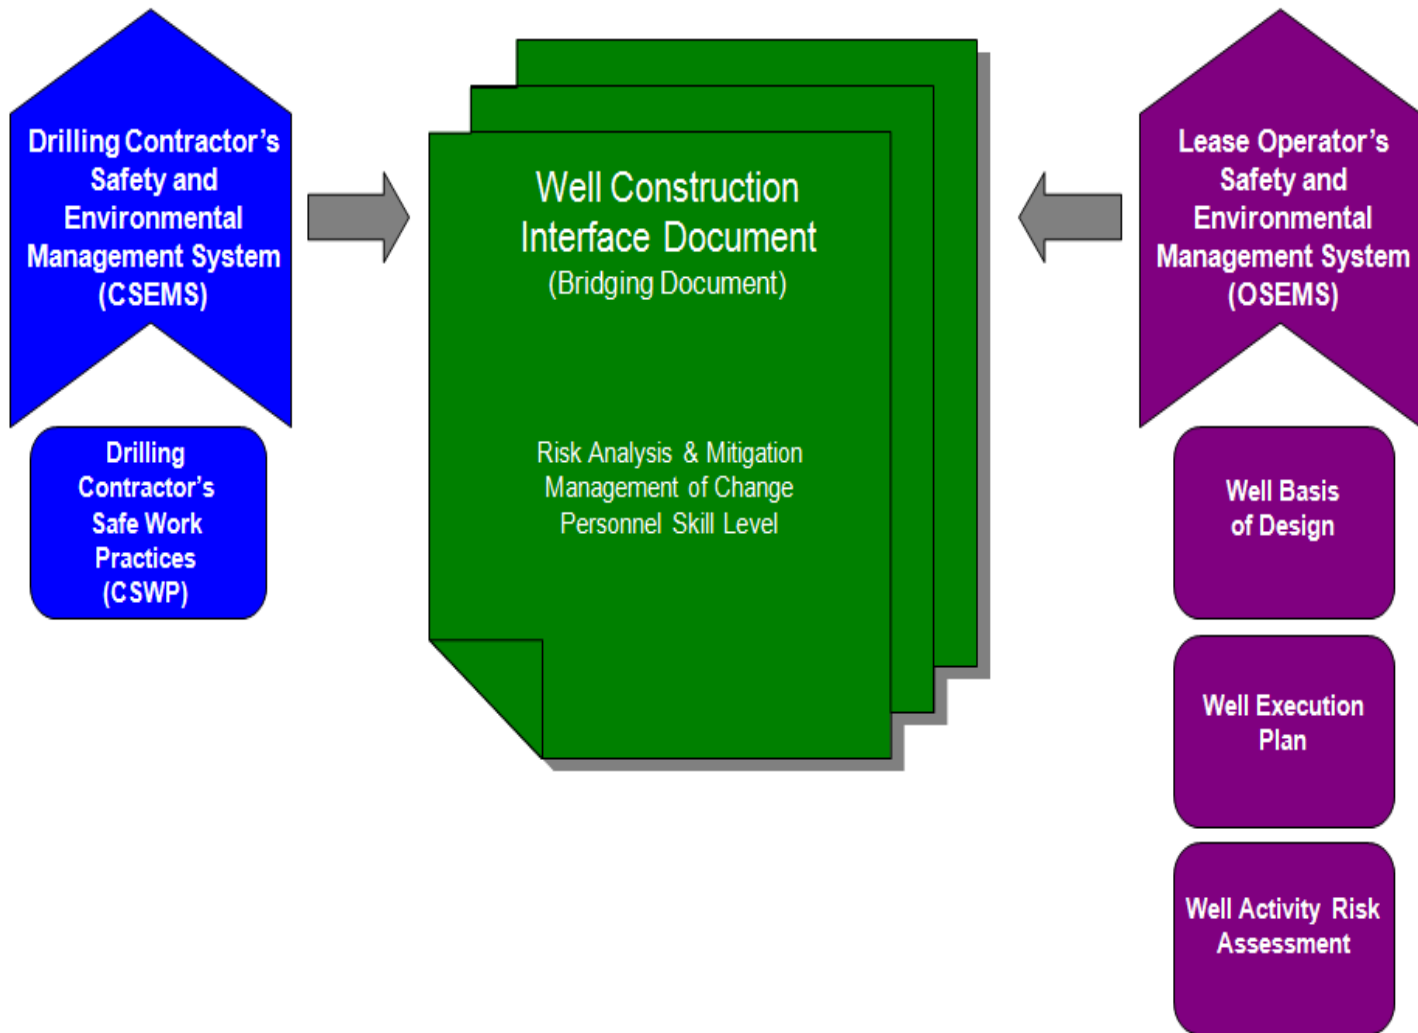 Drilling Contractor's
Safety and
Environmental
Management System
(CSEMS)
Drilling
Contractor's
Safe Work
Practices
(CSWP)
Well Construction
Interface Document
(Bridging Document)
Risk Analysis & Mitigation
Management of Change
Personnel Skill Level
Lease Operator's
Safety and
Environmental
Management System
(OSEMS)
Well Basis
of Design
Well Execution
Plan
Well Activity Risk
Assessment